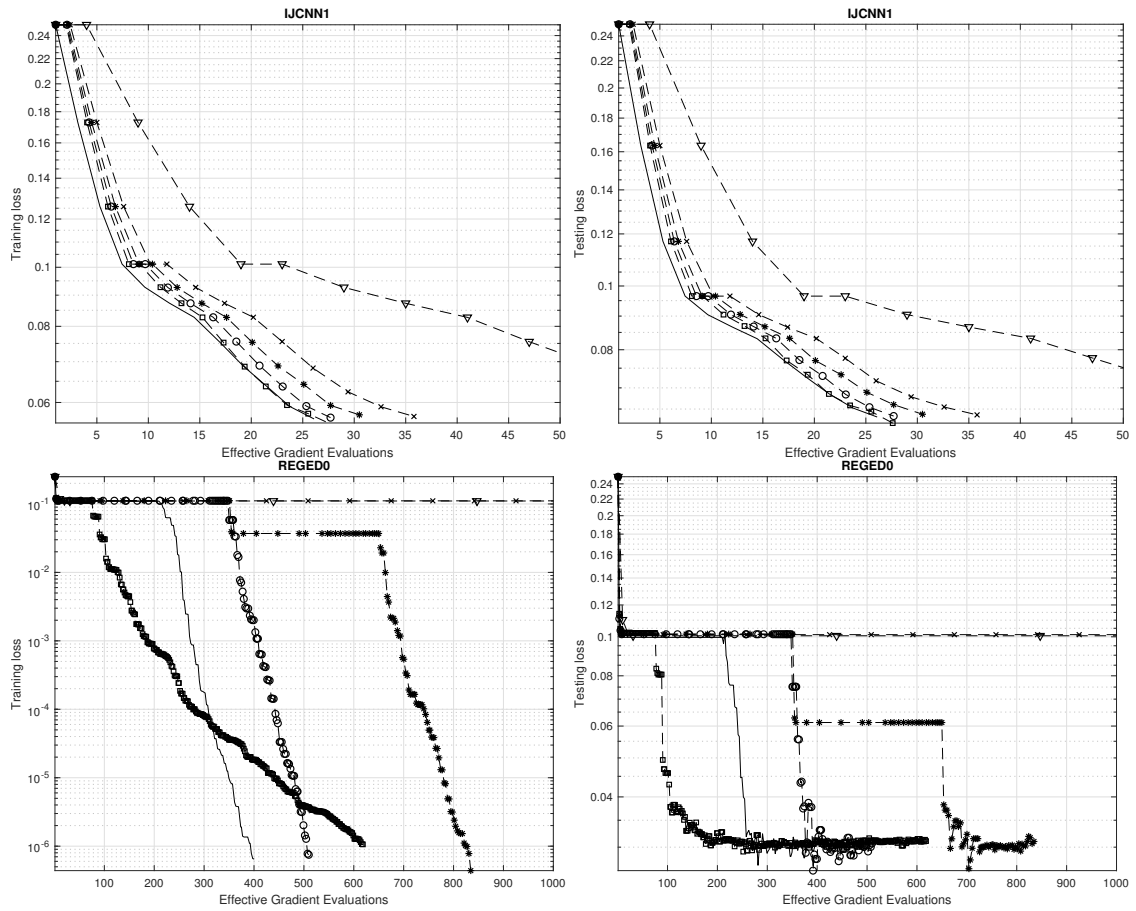 IJCNN1
0.24
0.22
0.2
0.18
0.16
0.14
0.12
0.1
0.08
0.06
Training loss
5 10 15 20 25 30 35 40 45 50
Effective Gradient Evaluations
IJCNN1
0.24
0.22
0.2
0.18
0.16
0.14
0.12
0.1
0.08
Testing loss
5 10 15 20 25 30 35 40 45 50
Effective Gradient Evaluations
REGED0
10-1
10-2
10-3
10-4
10-5
10-6
Training loss
100 200 300 400 500 600 700 800 900 1000
Effective Gradient Evaluations
REGED0
0.24
0.22
0.2
0.18
0.16
0.14
0.12
0.1
0.08
0.06
0.04
Testing loss
100 200 300 400 500 600 700 800 900 1000
Effective Gradient Evaluations